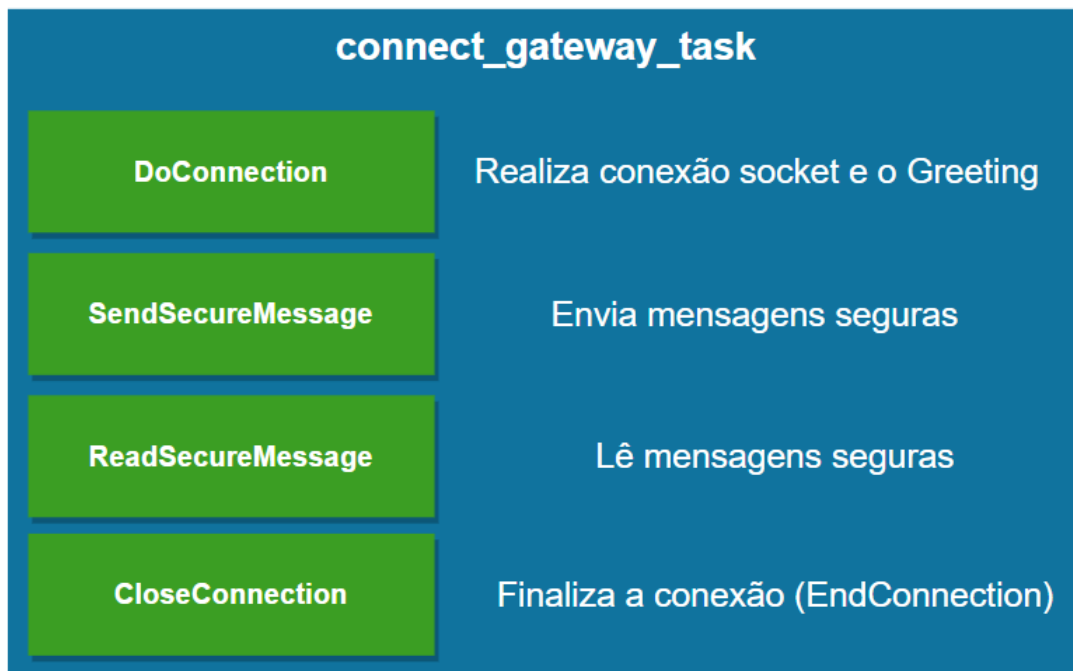 connect_gateway_task
DoConnection
Realiza conexão socket e o Greeting
SendSecureMessage
Envia mensagens seguras
ReadSecureMessage
Lê mensagens seguras
CloseConnection
Finaliza a conexão (EndConnection)